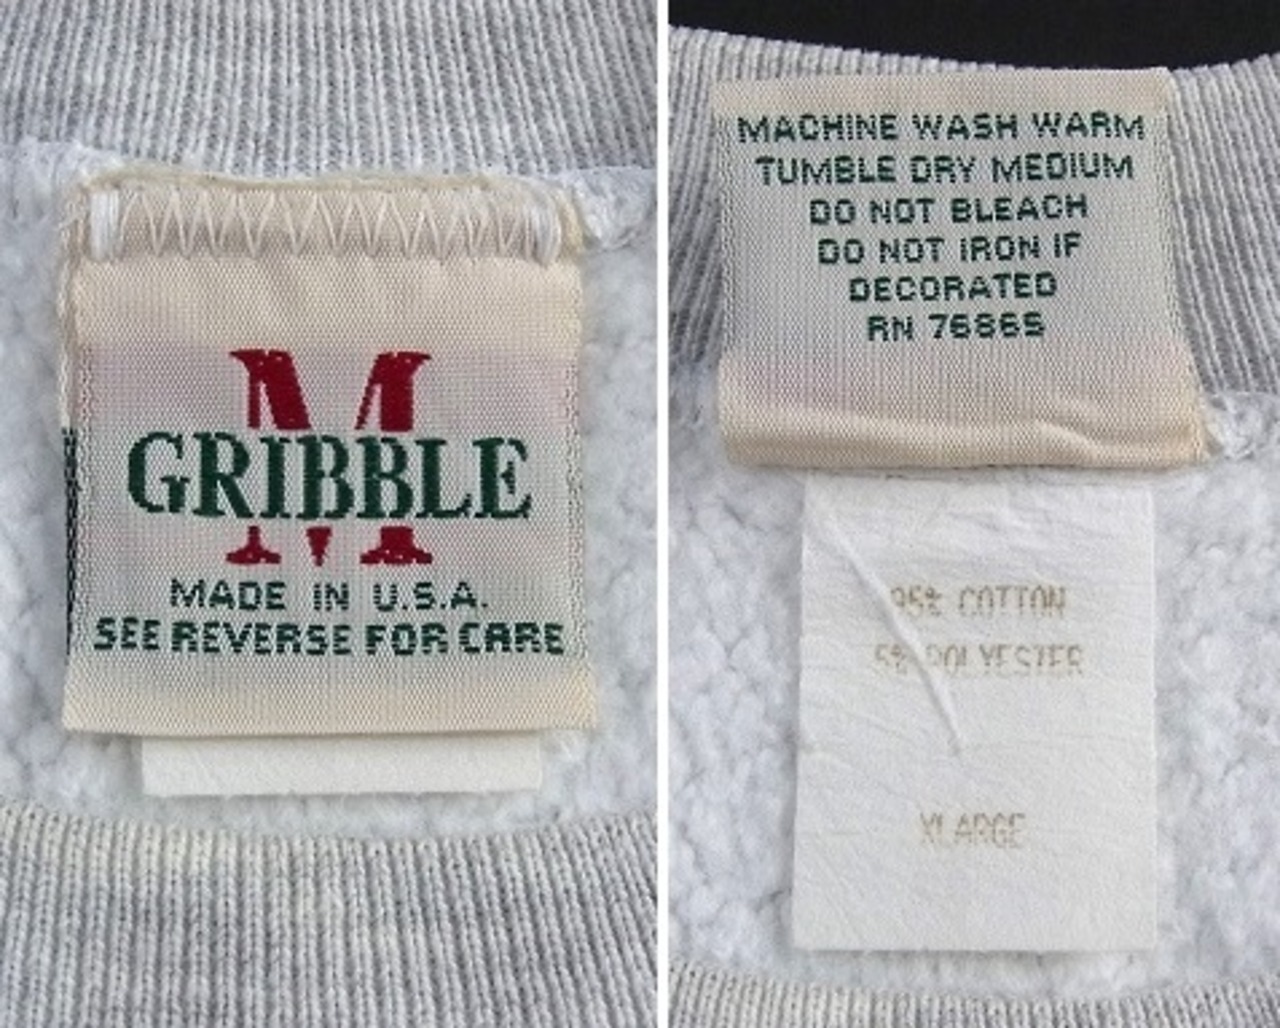 M
GRIBBLE
MADE IN U.S.A.
SEE REVERSE FOR CARE
MACHINE WASH WARM
TUMBLE DRY MEDIUM
DO NOT BLEACH
DO NOT IRON IF
DECORATED
RN 76865
95% COTTON
5% POLYESTER
XLARGE